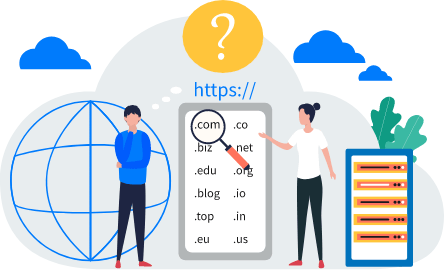 ?
https://
.com .co
.biz .net
.edu .org
.blog .io
.top .in
.eu .us